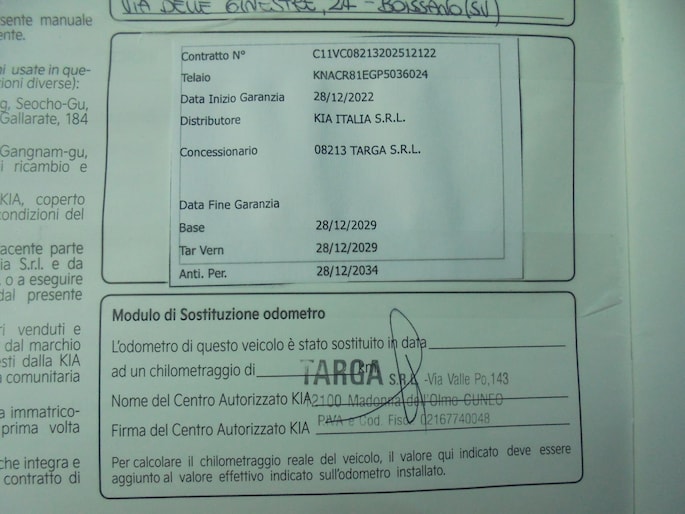 VIA DELLE GINESTRE, 24 - BOISSANO (SV)
esente manuale
ente.
ni usate in que-
ioni diverse):
g, Seocho-Gu,
Gallarate, 184
Gangnam-gu,
i ricambio e
KIA, coperto
condizioni del
acente parte
ia S.r.l. e da
, o a eseguire
dal presente
ri venduti e
dal marchio
esti dalla KIA
a comunitaria
a immatrico-
prima volta
che integra e
contratto di
Contratto N° C11VC08213202512122
Telaio KNACR81EGP5036024
Data Inizio Garanzia 28/12/2022
Distributore KIA ITALIA S.R.L.
Concessionario 08213 TARGA S.R.L.
Data Fine Garanzia
Base 28/12/2029
Tar Vern 28/12/2029
Anti. Per. 28/12/2034
Modulo di Sostituzione odometro
L'odometro di questo veicolo è stato sostituito in data
ad un chilometraggio di km.
Nome del Centro Autorizzato KIA
Firma del Centro Autorizzato KIA
TARGA S.R.L. -Via Valle Po,143
12100 Madonna dell'Olmo CUNEO
P.IVA e Cod. Fisc. 02167740048
Per calcolare il chilometraggio reale del veicolo, il valore qui indicato deve essere
aggiunto al valore effettivo indicato sull'odometro installato.